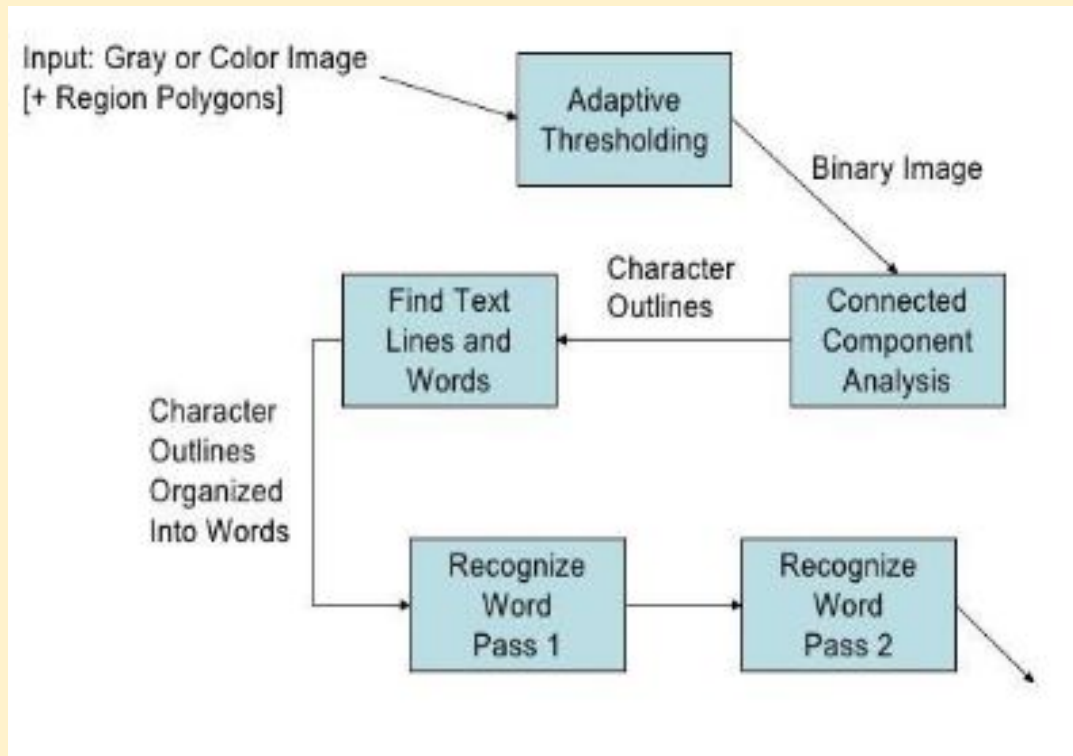 Input: Gray or Color Image
[+ Region Polygons]
Adaptive
Thresholding
Binary Image
Character
Outlines
Find Text
Lines and
Words
Connected
Component
Analysis
Character
Outlines
Organized
Into Words
Recognize
Word
Pass 1
Recognize
Word
Pass 2